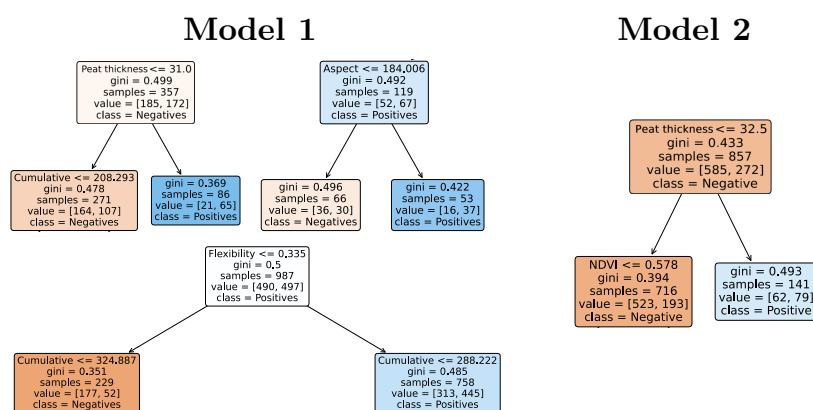 Model 1
Model 2
Peat thickness <= 31.0
gini = 0.499
samples = 357
value = [185, 172]
class = Negatives
Aspect <= 184.006
gini = 0.492
samples = 119
value = [52, 67]
class = Positives
Cumulative <= 208.293
gini = 0.478
samples = 271
value = [164, 107]
class = Negatives
gini = 0.369
samples = 86
value = [21, 65]
class = Positives
gini = 0.496
samples = 66
value = [36, 30]
class = Negatives
gini = 0.422
samples = 53
value = [16, 37]
class = Positives
Flexibility <= 0.335
gini = 0.5
samples = 987
value = [490, 497]
class = Positives
Cumulative <= 324.887
gini = 0.351
samples = 229
value = [177, 52]
class = Negatives
Cumulative <= 288.222
gini = 0.485
samples = 758
value = [313, 445]
class = Positives
Peat thickness <= 32.5
gini = 0.433
samples = 857
value = [585, 272]
class = Negative
NDVI <= 0.578
gini = 0.394
samples = 716
value = [523, 193]
class = Negative
gini = 0.493
samples = 141
value = [62, 79]
class = Positive